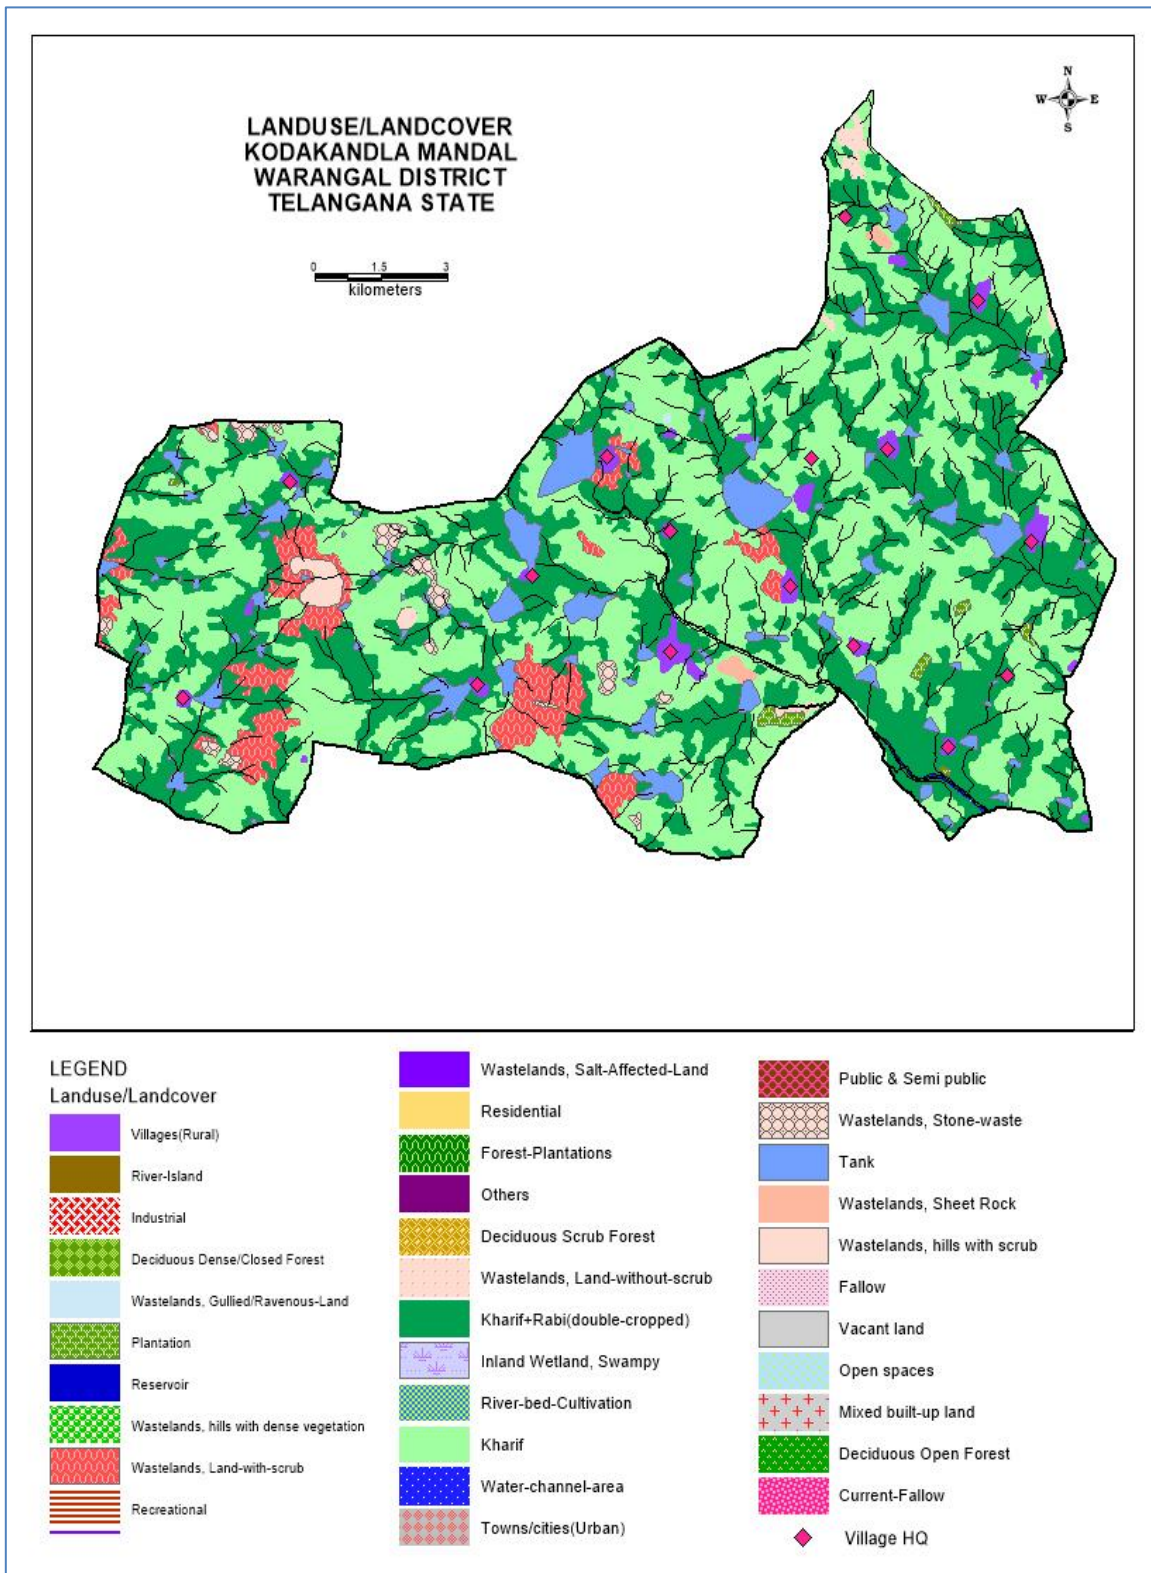 LANDUSE/LANDCOVER
KODAKANDLA MANDAL
WARANGAL DISTRICT
TELANGANA STATE
0 1.5 3
kilometers
N
W E
S
LEGEND
Landuse/Landcover
Villages(Rural)
River-Island
Industrial
Deciduous Dense/Closed Forest
Wastelands, Gullied/Ravenous-Land
Plantation
Reservoir
Wastelands, hills with dense vegetation
Wastelands, Land-with-scrub
Recreational
Wastelands, Salt-Affected-Land
Residential
Forest-Plantations
Others
Deciduous Scrub Forest
Wastelands, Land-without-scrub
Kharif+Rabi(double-cropped)
Inland Wetland, Swampy
River-bed-Cultivation
Kharif
Water-channel-area
Towns/cities(Urban)
Public & Semi public
Wastelands, Stone-waste
Tank
Wastelands, Sheet Rock
Wastelands, hills with scrub
Fallow
Vacant land
Open spaces
Mixed built-up land
Deciduous Open Forest
Current-Fallow
Village HQ